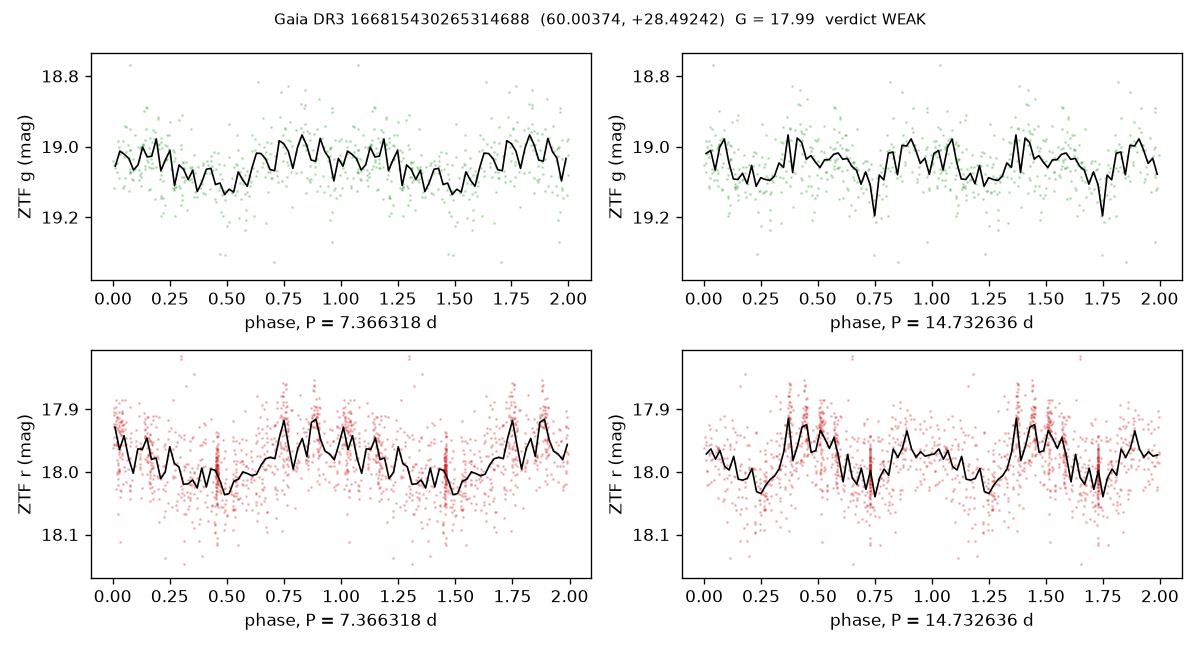 Gaia DR3 166815430265314688 (60.00374, +28.49242) G = 17.99 verdict WEAK
ZTF g (mag)
18.8
19.0
19.2
0.00 0.25 0.50 0.75 1.00 1.25 1.50 1.75 2.00
phase, P = 7.366318 d
ZTF g (mag)
18.8
19.0
19.2
0.00 0.25 0.50 0.75 1.00 1.25 1.50 1.75 2.00
phase, P = 14.732636 d
ZTF r (mag)
17.9
18.0
18.1
0.00 0.25 0.50 0.75 1.00 1.25 1.50 1.75 2.00
phase, P = 7.366318 d
ZTF r (mag)
17.9
18.0
18.1
0.00 0.25 0.50 0.75 1.00 1.25 1.50 1.75 2.00
phase, P = 14.732636 d